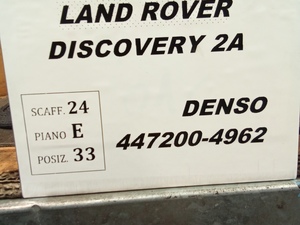 LAND ROVER
DISCOVERY 2A
SCAFF. 24
PIANO E
POSIZ. 33
DENSO
447200-4962